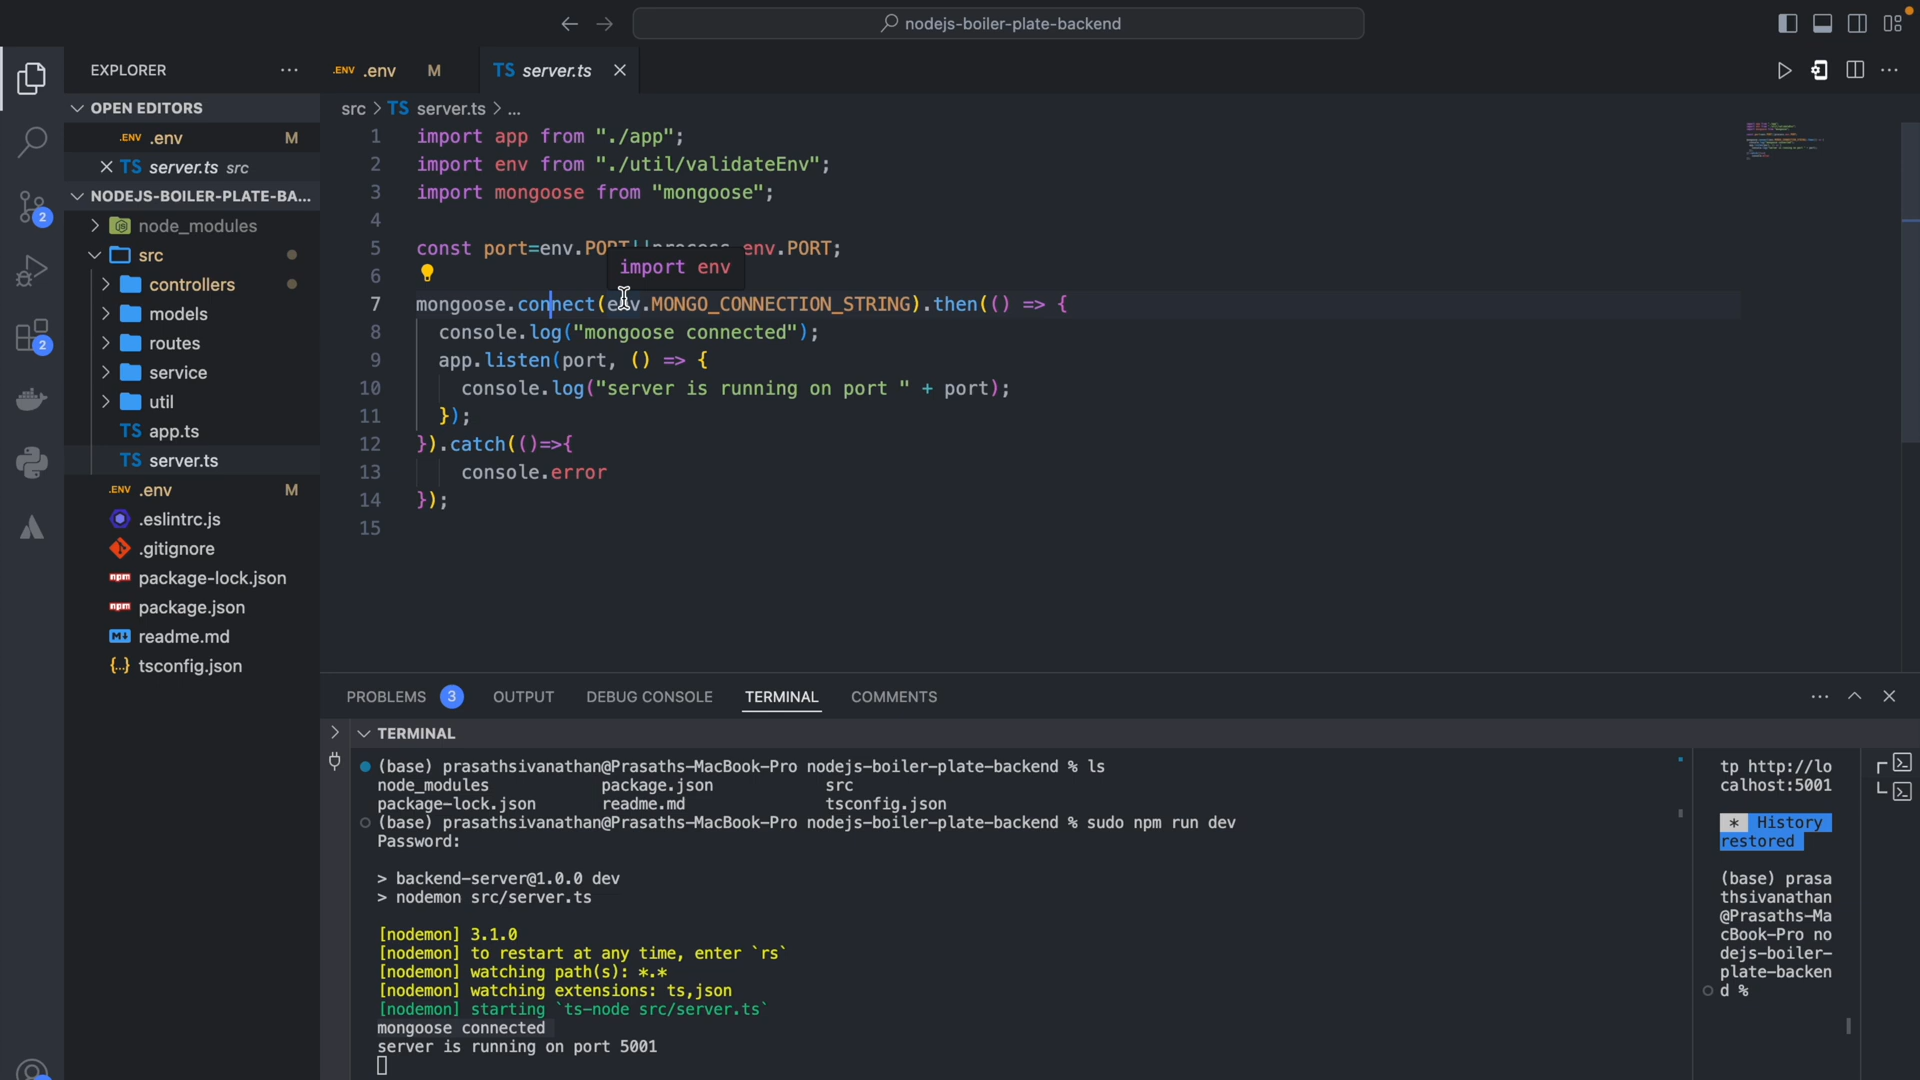 nodejs-boiler-plate-backend
EXPLORER
.ENV .env M
TS server.ts
OPEN EDITORS
.ENV .env M
TS server.ts src
NODEJS-BOILER-PLATE-BA...
node_modules
src
controllers
models
routes
service
util
TS app.ts
TS server.ts
.ENV .env M
.eslintrc.js
.gitignore
npm package-lock.json
npm package.json
readme.md
{..} tsconfig.json
2
2
src > TS server.ts > ...
1 import app from "./app";
2 import env from "./util/validateEnv";
3 import mongoose from "mongoose";
4
5 const port=env.PORT||process.env.PORT;
import env
6
7 mongoose.connect(env.MONGO_CONNECTION_STRING).then(() => {
8 console.log("mongoose connected");
9 app.listen(port, () => {
10 console.log("server is running on port " + port);
11 });
12 }).catch(()=>{
13 console.error
14 });
15
PROBLEMS 3 OUTPUT DEBUG CONSOLE TERMINAL COMMENTS
TERMINAL
(base) prasathsivanathan@Prasaths-MacBook-Pro nodejs-boiler-plate-backend % ls
node_modules package.json src
package-lock.json readme.md tsconfig.json
(base) prasathsivanathan@Prasaths-MacBook-Pro nodejs-boiler-plate-backend % sudo npm run dev
Password:
> backend-server@1.0.0 dev
> nodemon src/server.ts
[nodemon] 3.1.0
[nodemon] to restart at any time, enter `rs`
[nodemon] watching path(s): *.*
[nodemon] watching extensions: ts,json
[nodemon] starting `ts-node src/server.ts`
mongoose connected
server is running on port 5001
tp http://lo
calhost:5001
* History
restored
(base) prasa
thsivanathan
@Prasaths-Ma
cBook-Pro no
dejs-boiler-
plate-backen
d %